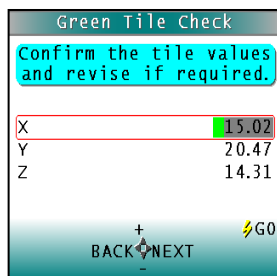 Green Tile Check
Confirm the tile values
and revise if required.
X 15.02
Y 20.47
Z 14.31
+
GO
BACK NEXT
-